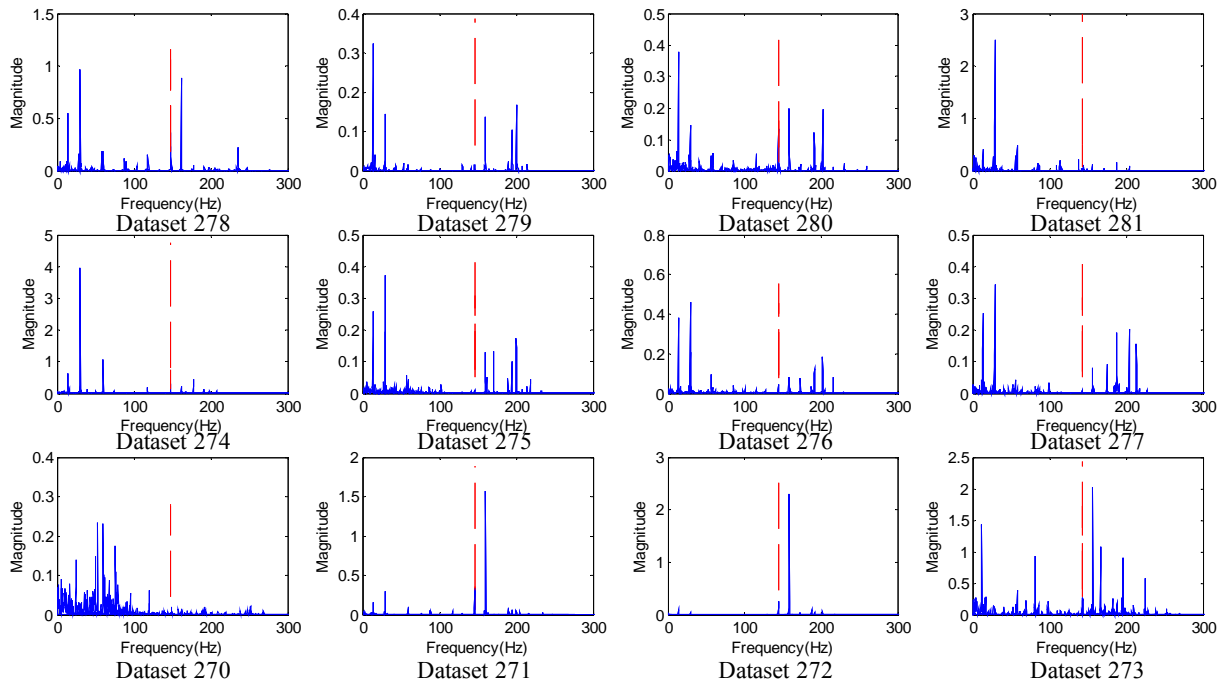 1.5
1
0.5
0
0 100 200 300
Magnitude
Frequency(Hz)
Dataset 278
0.4
0.3
0.2
0.1
0
0 100 200 300
Magnitude
Frequency(Hz)
Dataset 279
0.5
0.4
0.3
0.2
0.1
0
0 100 200 300
Magnitude
Frequency(Hz)
Dataset 280
3
2
1
0
0 100 200 300
Magnitude
Frequency(Hz)
Dataset 281
5
4
3
2
1
0
0 100 200 300
Magnitude
Frequency(Hz)
Dataset 274
0.5
0.4
0.3
0.2
0.1
0
0 100 200 300
Magnitude
Frequency(Hz)
Dataset 275
0.8
0.6
0.4
0.2
0
0 100 200 300
Magnitude
Frequency(Hz)
Dataset 276
0.5
0.4
0.3
0.2
0.1
0
0 100 200 300
Magnitude
Frequency(Hz)
Dataset 277
0.4
0.3
0.2
0.1
0
0 100 200 300
Magnitude
Frequency(Hz)
Dataset 270
2
1.5
1
0.5
0
0 100 200 300
Magnitude
Frequency(Hz)
Dataset 271
3
2
1
0
0 100 200 300
Magnitude
Frequency(Hz)
Dataset 272
2.5
2
1.5
1
0.5
0
0 100 200 300
Magnitude
Frequency(Hz)
Dataset 273